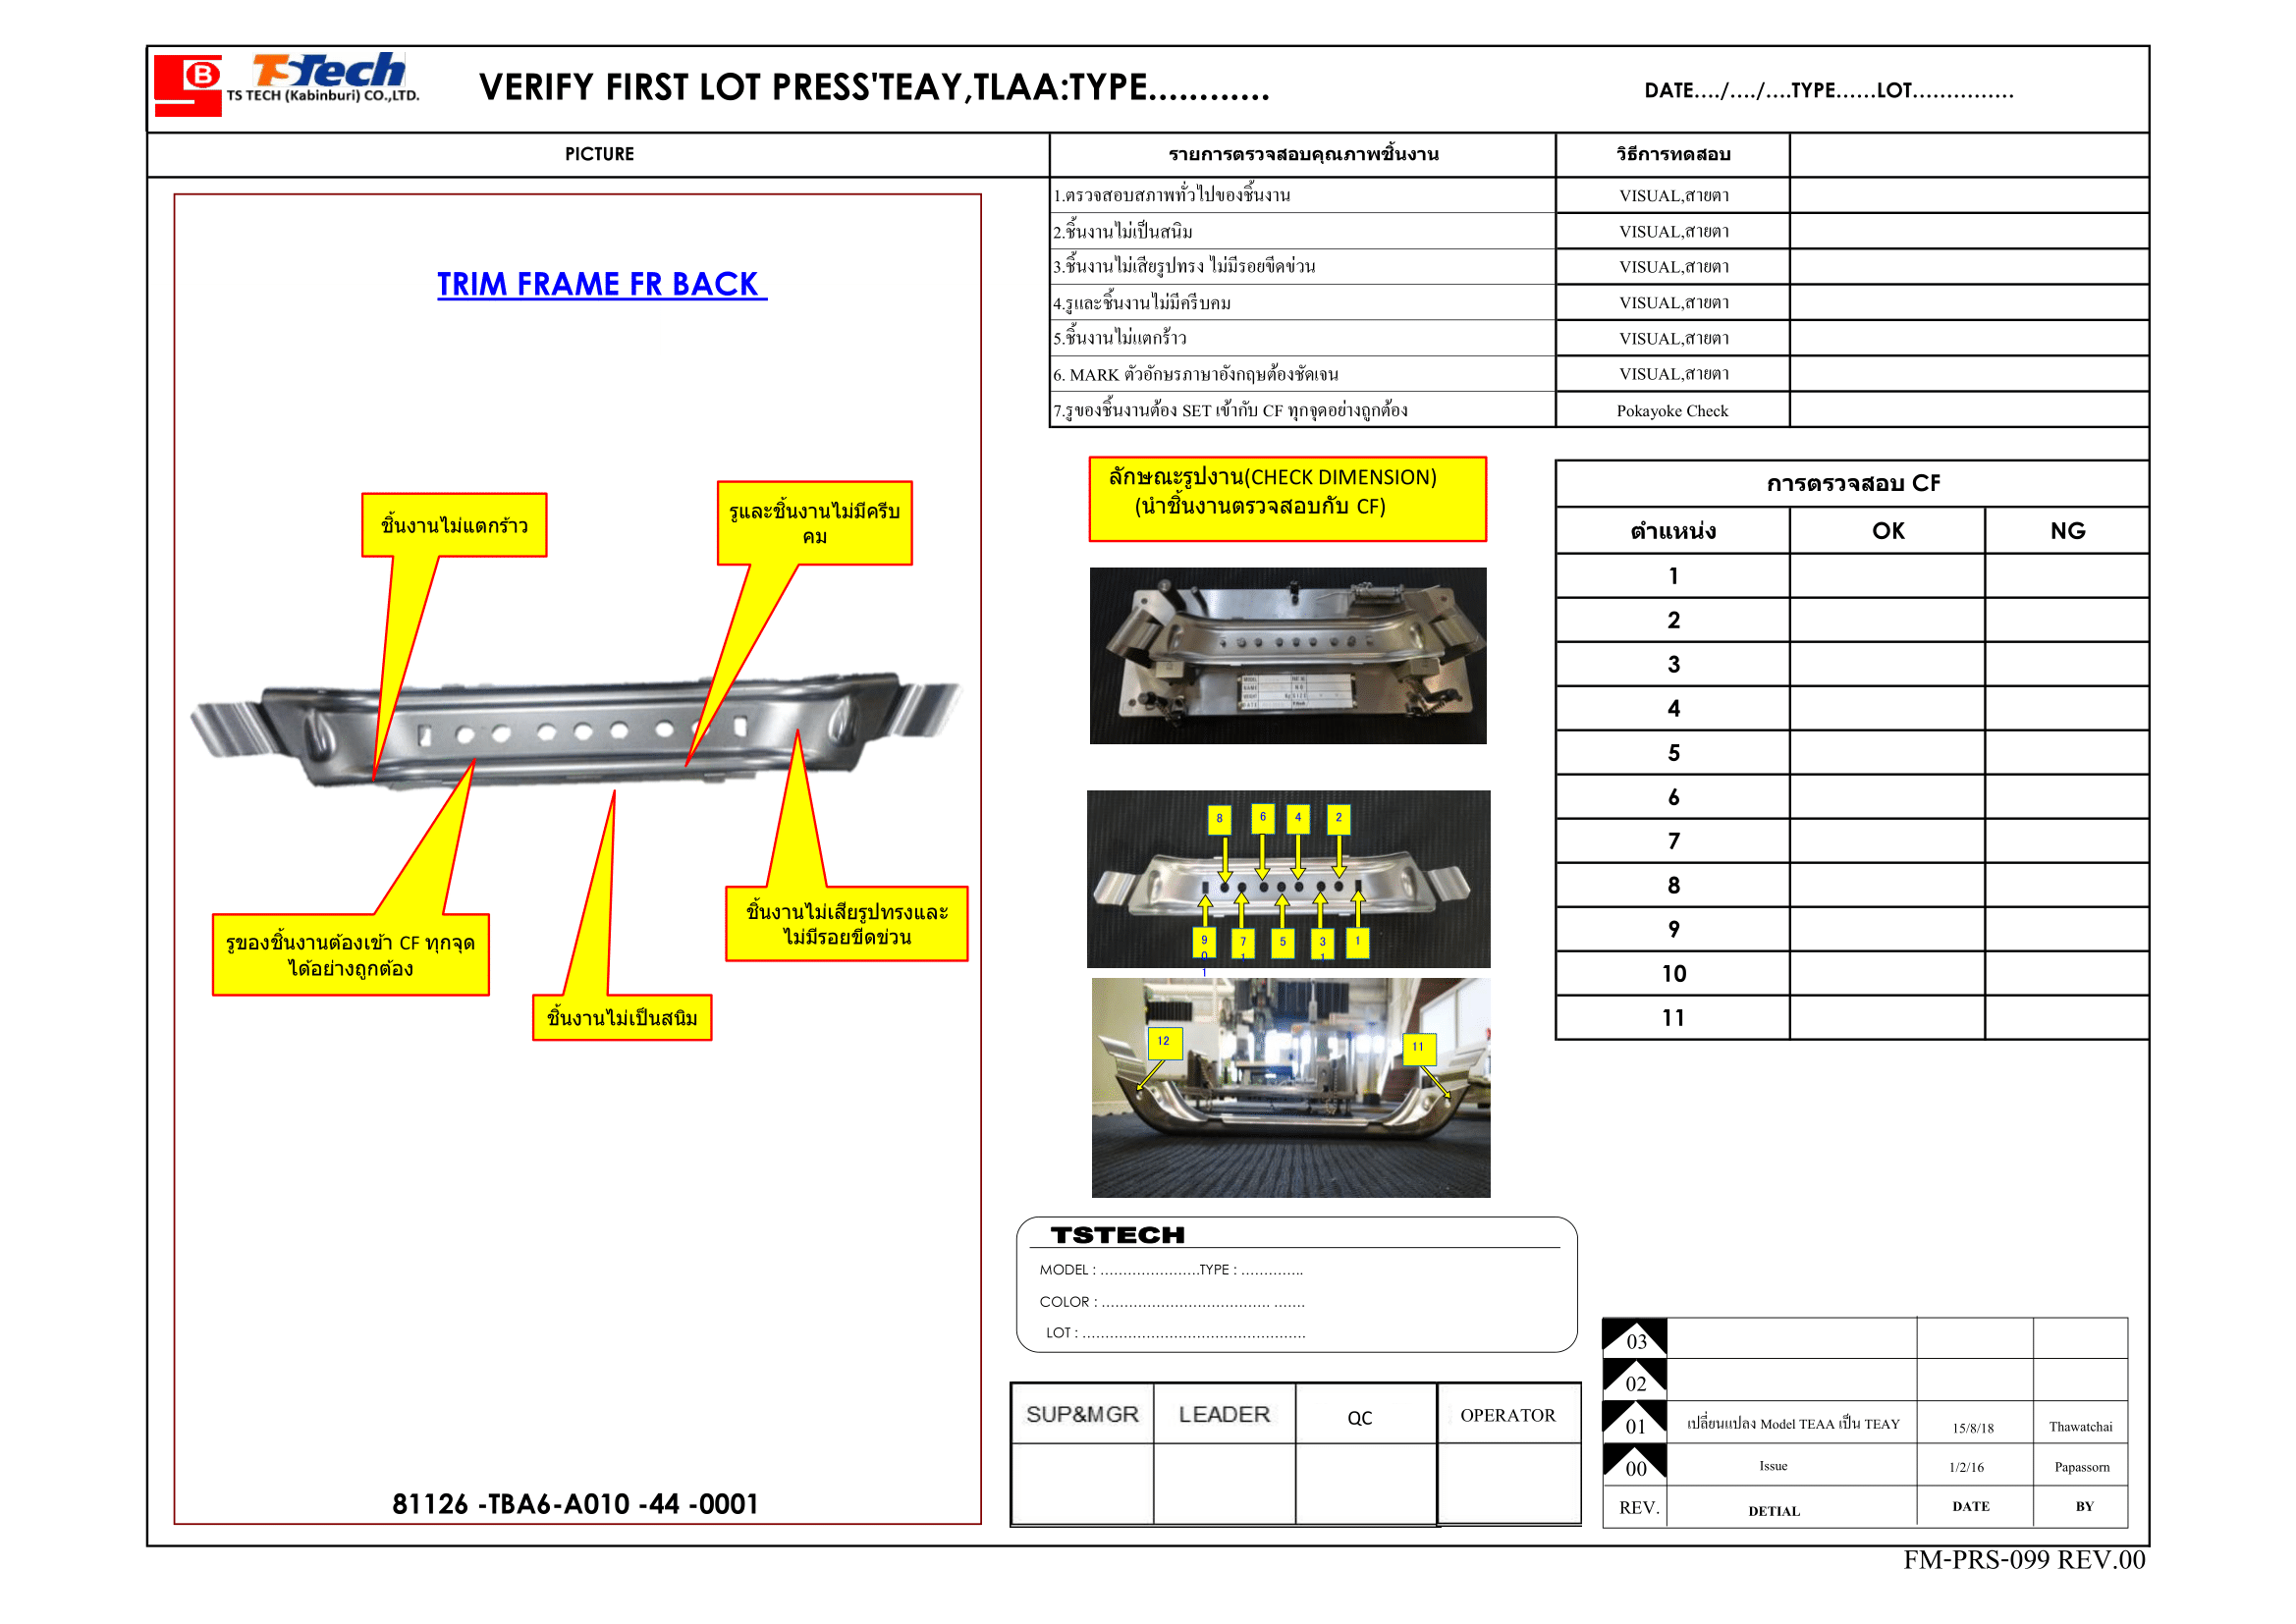 B TSTech
TS TECH (Kabinburi) CO.,LTD.
VERIFY FIRST LOT PRESS'TEAY,TLAA:TYPE............
DATE..../..../....TYPE......LOT...............
PICTURE
รายการตรวจสอบคุณภาพชิ้นงาน
วิธีการทดสอบ
1.ตรวจสอบสภาพทั่วไปของชิ้นงาน VISUAL,สายตา
2.ชิ้นงานไม่เป็นสนิม VISUAL,สายตา
3.ชิ้นงานไม่เสียรูปทรง ไม่มีรอยขีดข่วน VISUAL,สายตา
4.รูและชิ้นงานไม่มีครีบคม VISUAL,สายตา
5.ชิ้นงานไม่แตกร้าว VISUAL,สายตา
6. MARK ตัวอักษรภาษาอังกฤษต้องชัดเจน VISUAL,สายตา
7.รูของชิ้นงานต้อง SET เข้ากับ CF ทุกจุดอย่างถูกต้อง Pokayoke Check
TRIM FRAME FR BACK
ชิ้นงานไม่แตกร้าว
รูและชิ้นงานไม่มีครีบ
คม
รูของชิ้นงานต้องเข้า CF ทุกจุด
ได้อย่างถูกต้อง
ชิ้นงานไม่เป็นสนิม
ชิ้นงานไม่เสียรูปทรงและ
ไม่มีรอยขีดข่วน
81126 -TBA6-A010 -44 -0001
ลักษณะรูปงาน(CHECK DIMENSION)
(นำชิ้นงานตรวจสอบกับ CF)
8 6 4 2
9 7 5 3 1
0 1 1
1
12 11
การตรวจสอบ CF
ตำแหน่ง OK NG
1
2
3
4
5
6
7
8
9
10
11
TSTECH
MODEL : ......................TYPE : ..............
COLOR : ..................................... .......
LOT : .................................................
SUP&MGR LEADER QC OPERATOR
03
02
01 เปลี่ยนแปลง Model TEAA เป็น TEAY 15/8/18 Thawatchai
00 Issue 1/2/16 Papassorn
REV. DETIAL DATE BY
FM-PRS-099 REV.00